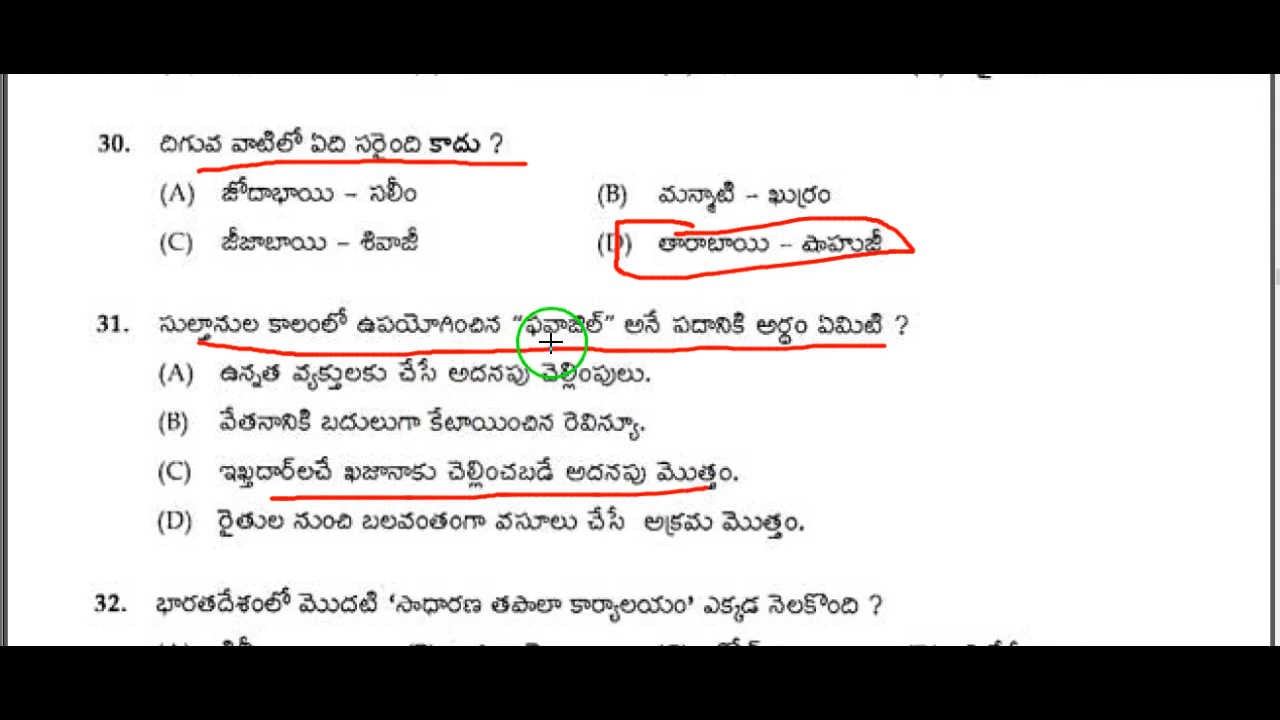 30. దిగువ వాటిలో ఏది సరైంది కాదు ?
(A) జోదాభాయి – సలీం (B) మన్మాటి – ఖుర్రం
(C) జీజాబాయి – శివాజీ (D) తారాబాయి – షాహుజీ
31. సుల్తానుల కాలంలో ఉపయోగించిన “ఫవాజిల్” అనే పదానికి అర్ధం ఏమిటి ?
(A) ఉన్నత వ్యక్తులకు చేసే అదనపు చెల్లింపులు.
(B) వేతనానికి బదులుగా కేటాయించిన రెవిన్యూ.
(C) ఇఖ్తదార్‌లచే ఖజానాకు చెల్లించబడే అదనపు మొత్తం.
(D) రైతుల నుంచి బలవంతంగా వసూలు చేసే అక్రమ మొత్తం.
32. భారతదేశంలో మొదటి ‘సాధారణ తపాలా కార్యాలయం’ ఎక్కడ నెలకొంది ?